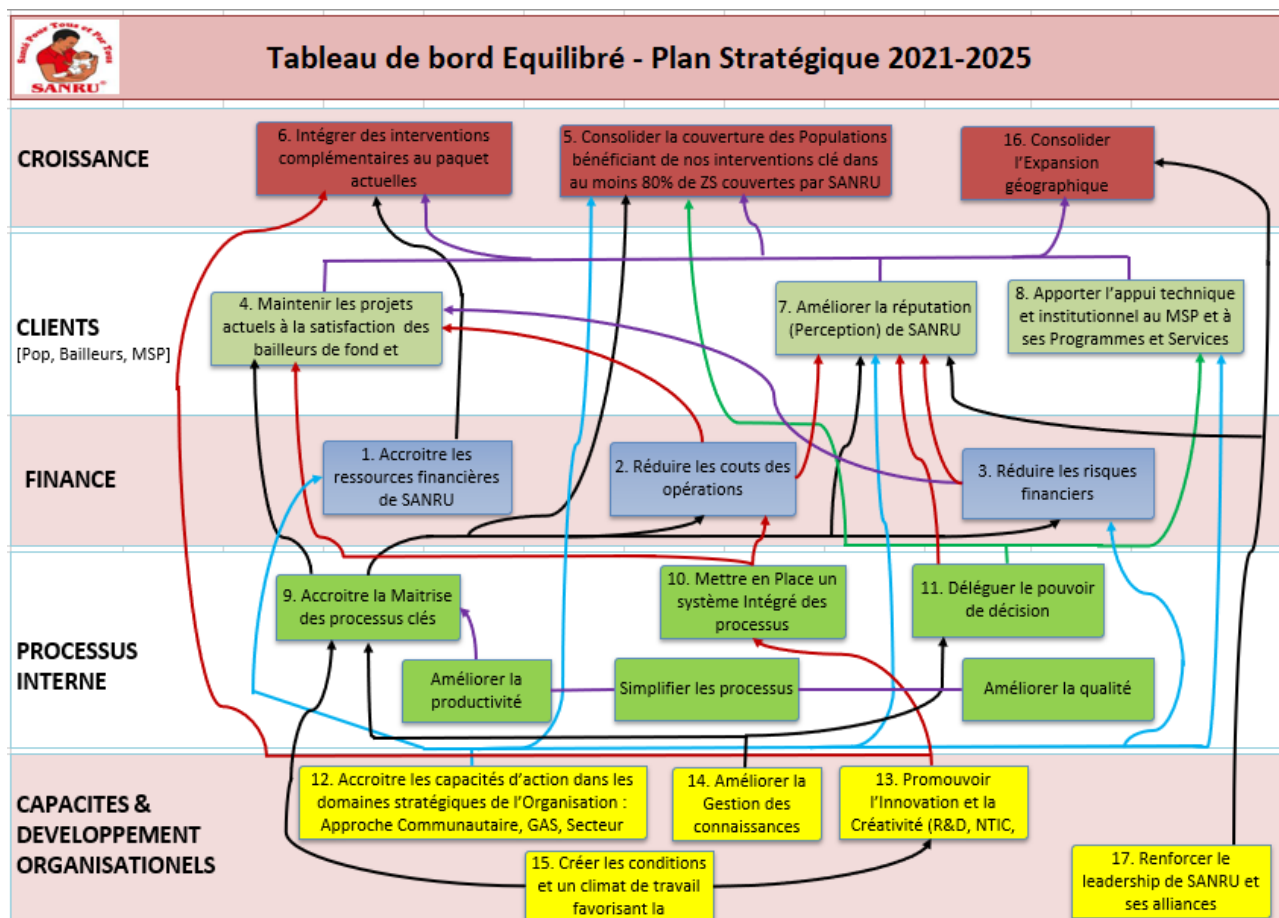 Santé Pour Tous et Par Tous
SANRU
Tableau de bord Equilibré - Plan Stratégique 2021-2025
CROISSANCE
6. Intégrer des interventions
complémentaires au paquet
actuelles
5. Consolider la couverture des Populations
bénéficiant de nos interventions clé dans
au moins 80% de ZS couvertes par SANRU
16. Consolider
l’Expansion
géographique
CLIENTS
[Pop, Bailleurs, MSP]
4. Maintenir les projets
actuels à la satisfaction des
bailleurs de fond et
7. Améliorer la réputation
(Perception) de SANRU
8. Apporter l’appui technique
et institutionnel au MSP et à
ses Programmes et Services
FINANCE
1. Accroitre les
ressources financières
de SANRU
2. Réduire les couts des
opérations
3. Réduire les risques
financiers
PROCESSUS
INTERNE
9. Accroitre la Maitrise
des processus clés
10. Mettre en Place un
système Intégré des
processus
11. Déléguer le pouvoir
de décision
Améliorer la
productivité
Simplifier les processus
Améliorer la qualité
CAPACITES &
DEVELOPPEMENT
ORGANISATIONELS
12. Accroitre les capacités d’action dans les
domaines stratégiques de l’Organisation :
Approche Communautaire, GAS, Secteur
14. Améliorer la
Gestion des
connaissances
13. Promouvoir
l’Innovation et la
Créativité (R&D, NTIC,
15. Créer les conditions
et un climat de travail
favorisant la
17. Renforcer le
leadership de SANRU et
ses alliances